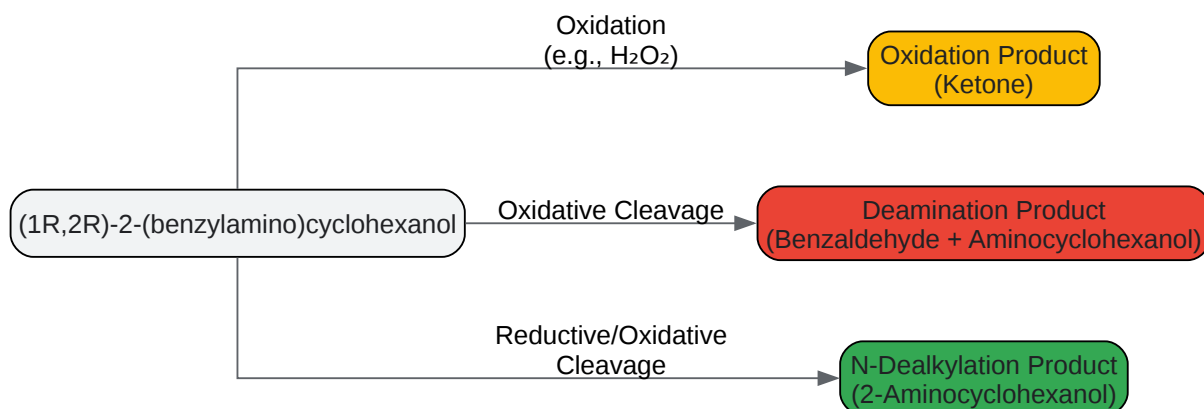 Oxidation
(e.g., H₂O₂)
Oxidation Product
(Ketone)
(1R,2R)-2-(benzylamino)cyclohexanol
Oxidative Cleavage
Deamination Product
(Benzaldehyde + Aminocyclohexanol)
Reductive/Oxidative
Cleavage
N-Dealkylation Product
(2-Aminocyclohexanol)